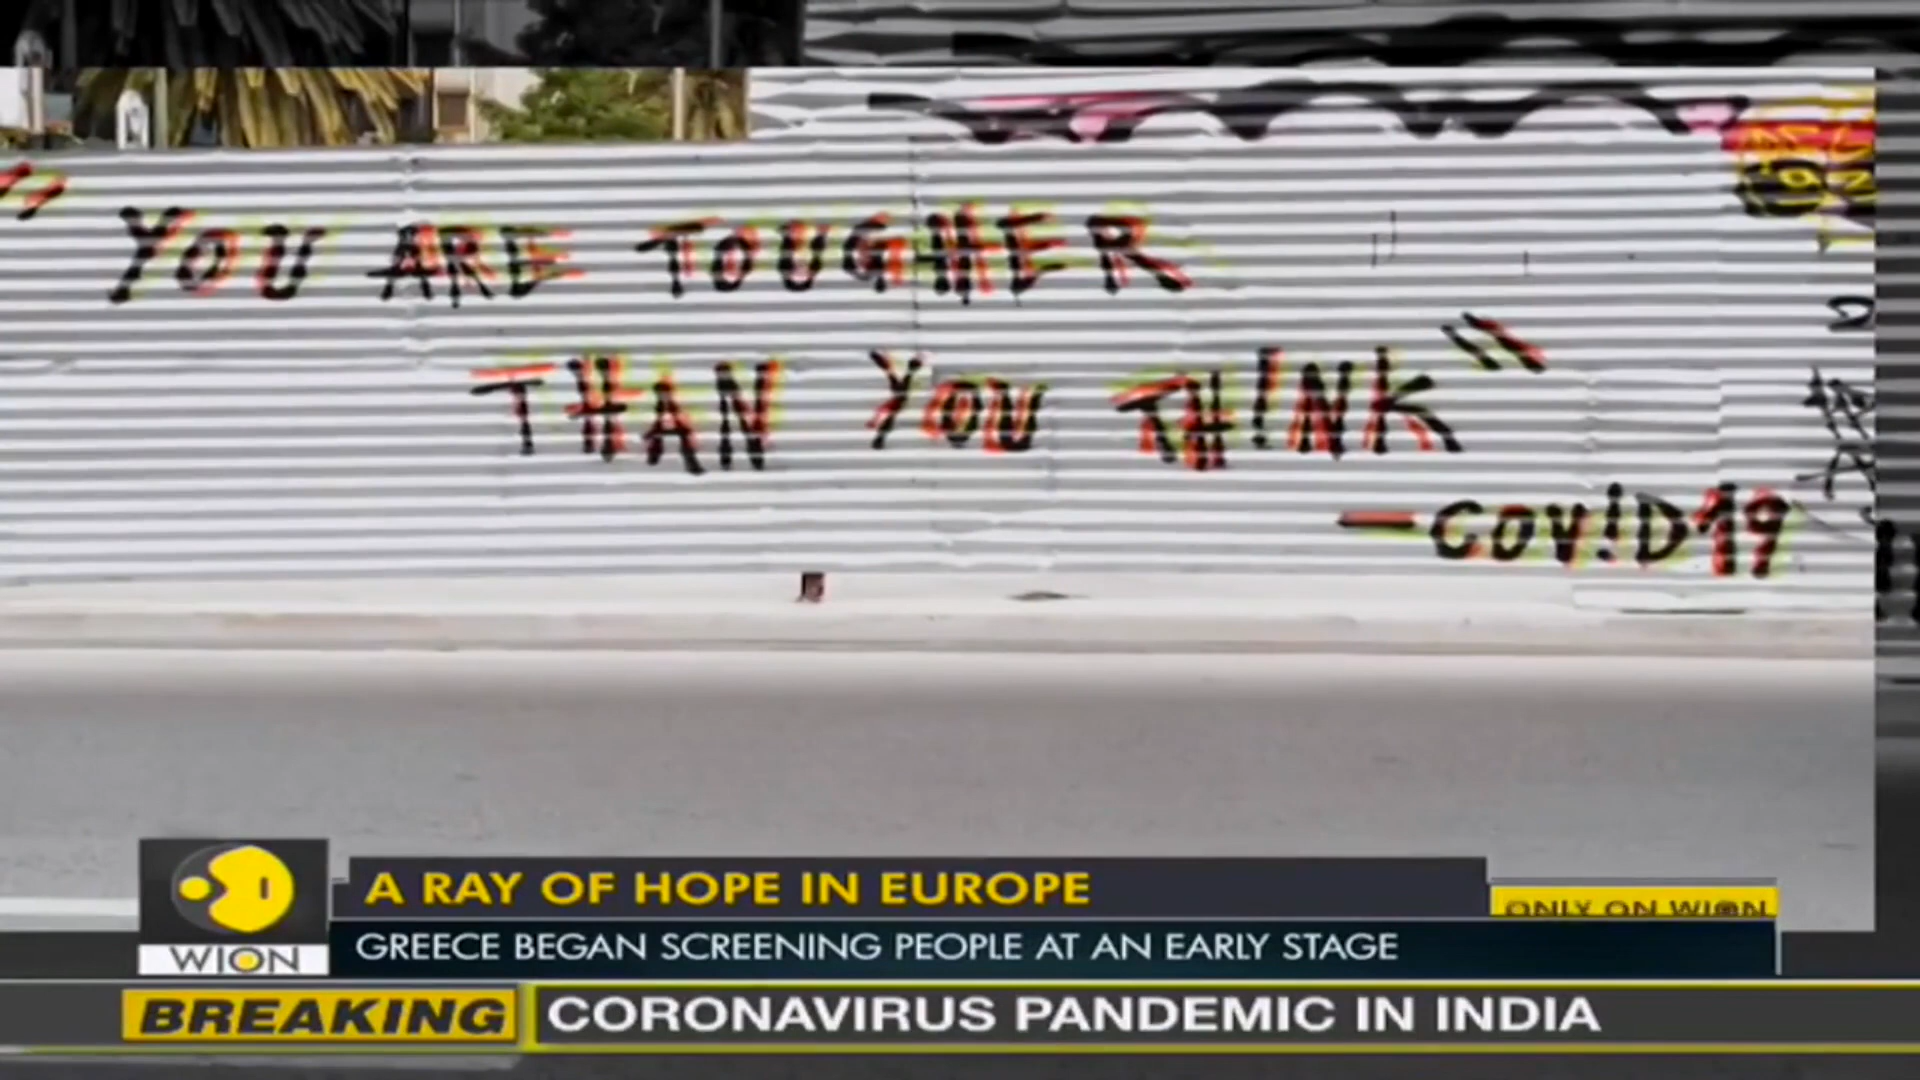 "YOU ARE TOUGHER
THAN YOU TH!NK"
-COV!D19
A RAY OF HOPE IN EUROPE
ONLY ON WION
WION
GREECE BEGAN SCREENING PEOPLE AT AN EARLY STAGE
BREAKING
CORONAVIRUS PANDEMIC IN INDIA